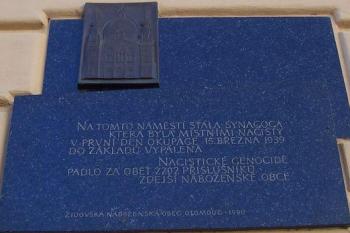 NA TOMTO NÁMĚSTÍ STÁLA SYNAGOGA
KTERÁ BYLA MÍSTNÍMI NACISTY
V PRVNÍ DEN OKUPACE 15. BŘEZNA 1939
DO ZÁKLADŮ VYPÁLENA
NACISTICKÉ GENOCIDĚ
PADLO ZA OBĚŤ 2202 PŘÍSLUŠNÍKŮ
ZDEJŠÍ NÁBOŽENSKÉ OBCE
ŽIDOVSKÁ NÁBOŽENSKÁ OBEC OLOMOUC - 1990